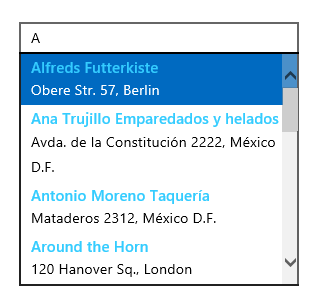 A
Alfreds Futterkiste
Obere Str. 57, Berlin
Ana Trujillo Emparedados y helados
Avda. de la Constitución 2222, México
D.F.
Antonio Moreno Taquería
Mataderos 2312, México D.F.
Around the Horn
120 Hanover Sq., London